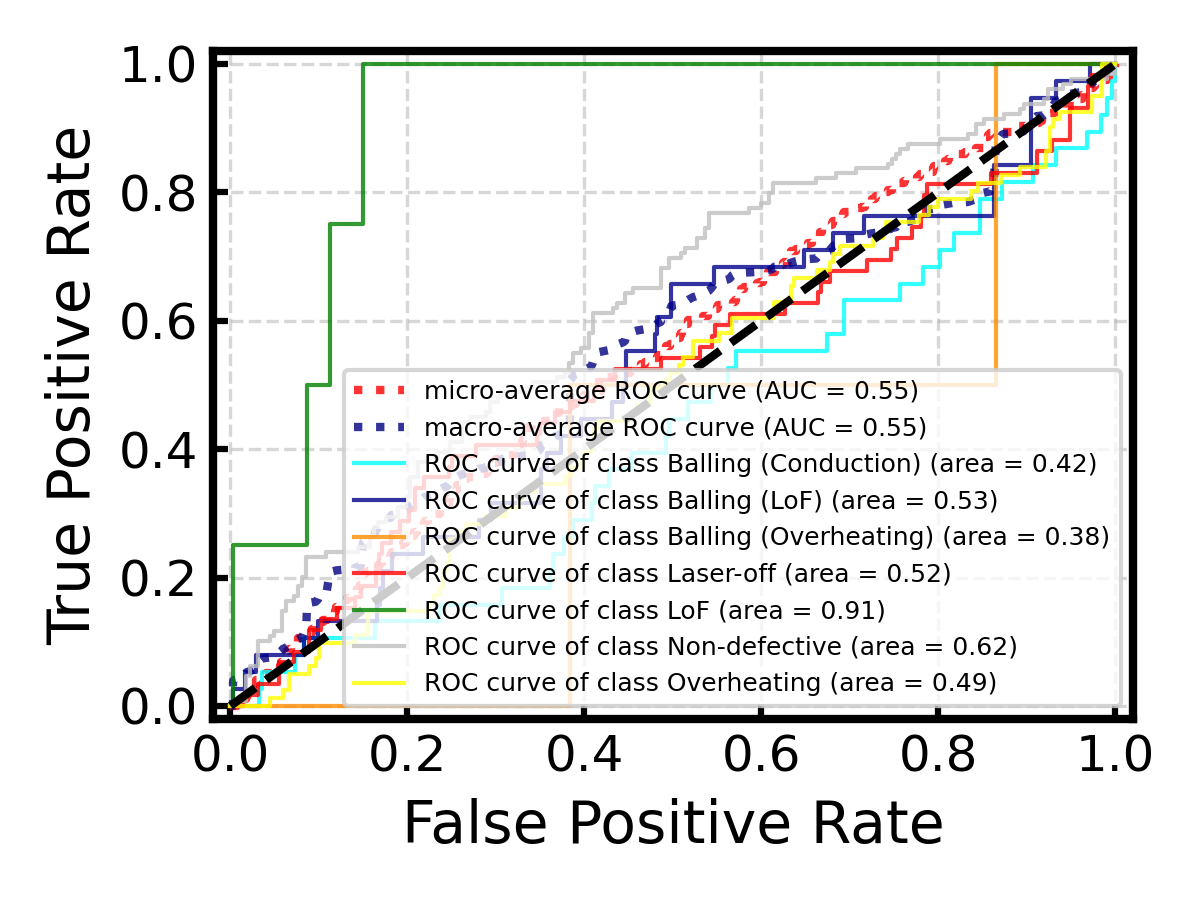 True Positive Rate
1.0
0.8
0.6
0.4
0.2
0.0
micro-average ROC curve (AUC = 0.55)
macro-average ROC curve (AUC = 0.55)
ROC curve of class Balling (Conduction) (area = 0.42)
ROC curve of class Balling (LoF) (area = 0.53)
ROC curve of class Balling (Overheating) (area = 0.38)
ROC curve of class Laser-off (area = 0.52)
ROC curve of class LoF (area = 0.91)
ROC curve of class Non-defective (area = 0.62)
ROC curve of class Overheating (area = 0.49)
0.0 0.2 0.4 0.6 0.8 1.0
False Positive Rate